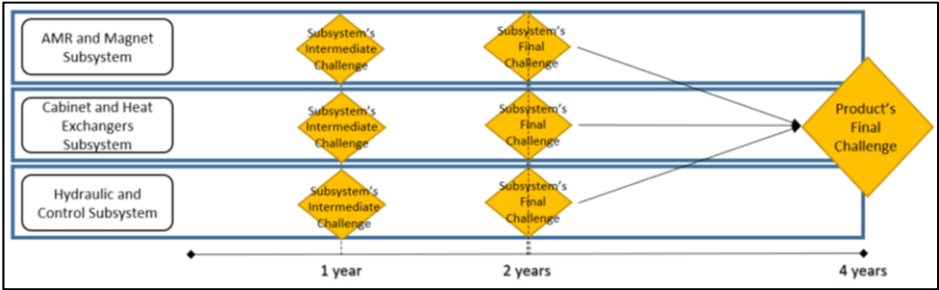 AMR and Magnet
Subsystem
Subsystem's
Intermediate
Challenge
Subsystem's
Final
Challenge
Cabinet and Heat
Exchangers
Subsystem
Subsystem's
Intermediate
Challenge
Subsystem's
Final
Challenge
Product's
Final
Challenge
Hydraulic and
Control Subsystem
Subsystem's
Intermediate
Challenge
Subsystem's
Final
Challenge
1 year
2 years
4 years